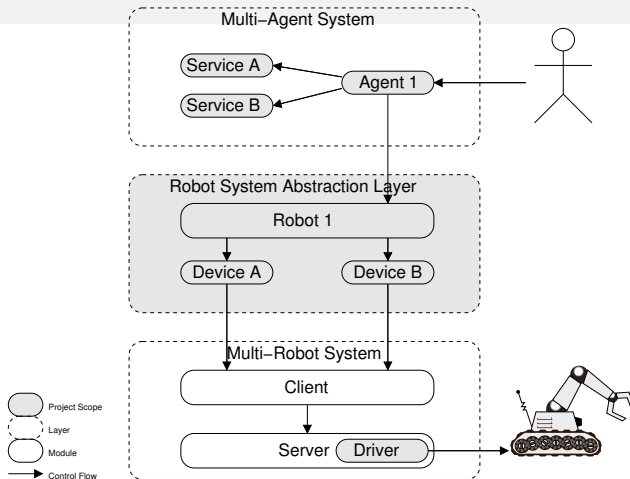 Multi−Agent System
Service A
Agent 1
Service B
Robot System Abstraction Layer
Robot 1
Device A
Device B
Multi−Robot System
Client
Server
Driver
Project Scope
Layer
Module
Control Flow